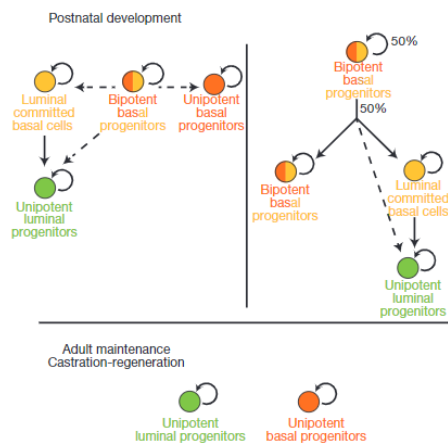 Postnatal development
Luminal
committed
basal cells
Bipotent
basal
progenitors
Unipotent
basal
progenitors
Unipotent
luminal
progenitors
50%
Bipotent
basal
progenitors
50%
Bipotent
basal
progenitors
Luminal
committed
basal cells
Unipotent
luminal
progenitors
Adult maintenance
Castration-regeneration
Unipotent
luminal progenitors
Unipotent
basal progenitors